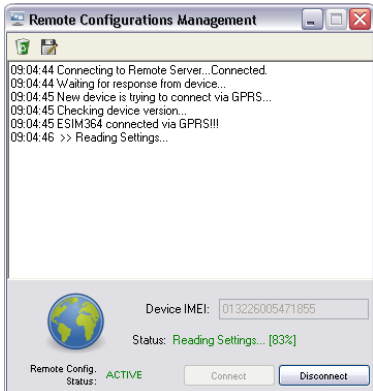 Remote Configurations Management
09:04:44 Connecting to Remote Server...Connected.
09:04:44 Waiting for response from device...
09:04:45 New device is trying to connect via GPRS...
09:04:45 Checking device version...
09:04:45 ESIM364 connected via GPRS!!!
09:04:46 >> Reading Settings...
Device IMEI: 013226005471855
Status: Reading Settings... [83%]
Remote Config. Status: ACTIVE
Connect
Disconnect